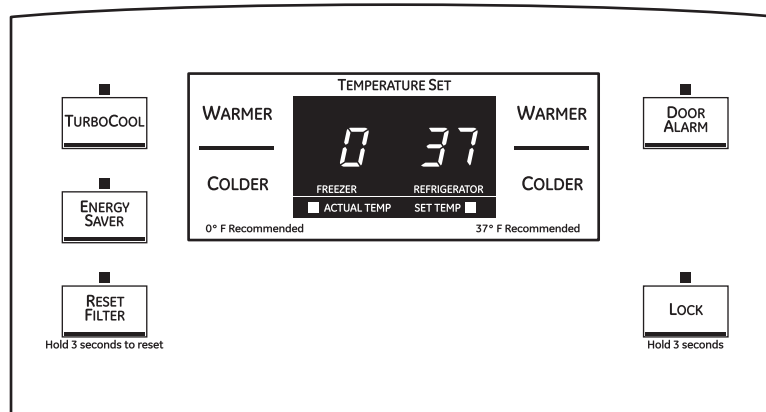 TEMPERATURE SET
TURBOCOOL
WARMER
WARMER
DOOR
ALARM
0 37
COLDER
COLDER
FREEZER REFRIGERATOR
ACTUAL TEMP SET TEMP
0° F Recommended 37° F Recommended
ENERGY
SAVER
RESET
FILTER
Hold 3 seconds to reset
LOCK
Hold 3 seconds